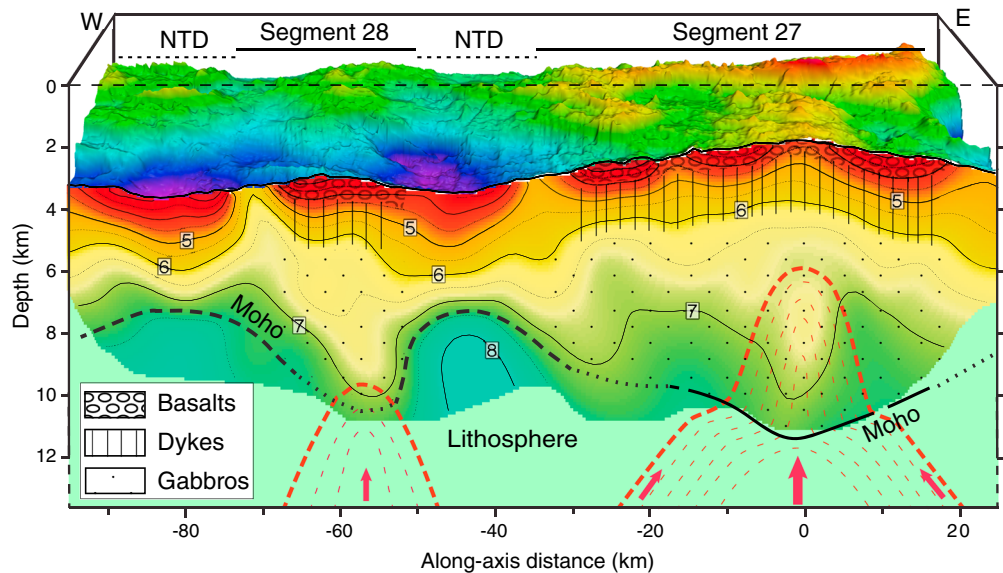 W E
NTD Segment 28 NTD Segment 27
0
2
4
6
8
10
12
Depth (km)
5 5 6 5
6 6
Moho 7 7
8
Basalts
Dykes
Gabbros
Lithosphere
Moho
-80 -60 -40 -20 0 20
Along-axis distance (km)